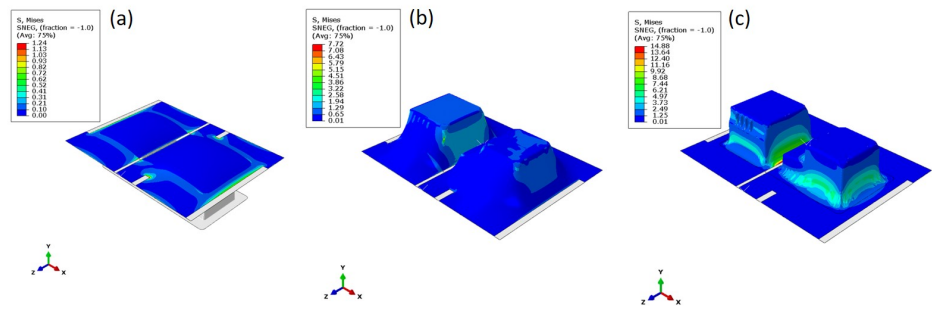 (a)
S, Mises
SNEG, (fraction = -1.0)
(Avg: 75%)
1.24
1.13
1.03
0.93
0.82
0.72
0.62
0.52
0.41
0.31
0.21
0.10
0.00
Y
Z
X
(b)
S, Mises
SNEG, (fraction = -1.0)
(Avg: 75%)
7.72
7.08
6.43
5.79
5.15
4.51
3.86
3.22
2.58
1.94
1.29
0.65
0.01
Y
Z
X
(c)
S, Mises
SNEG, (fraction = -1.0)
(Avg: 75%)
14.88
13.64
12.40
11.16
9.92
8.68
7.44
6.21
4.97
3.73
2.49
1.25
0.01
Y
Z
X